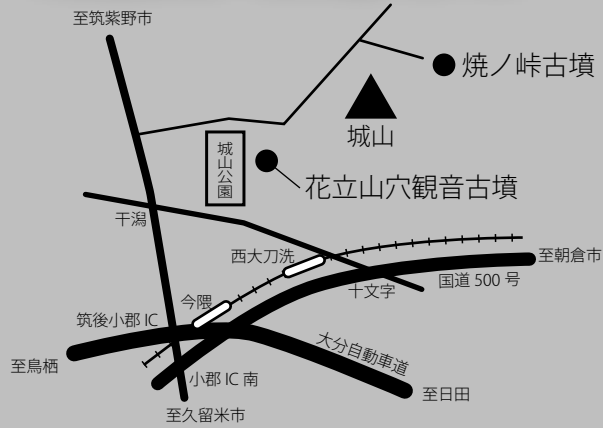 至筑紫野市
焼ノ峠古墳
城山
城山公園
花立山穴観音古墳
干潟
西大刀洗
至朝倉市
国道 500 号
十文字
今隈
筑後小郡 IC
大分自動車道
至鳥栖
小郡 IC 南
至日田
至久留米市